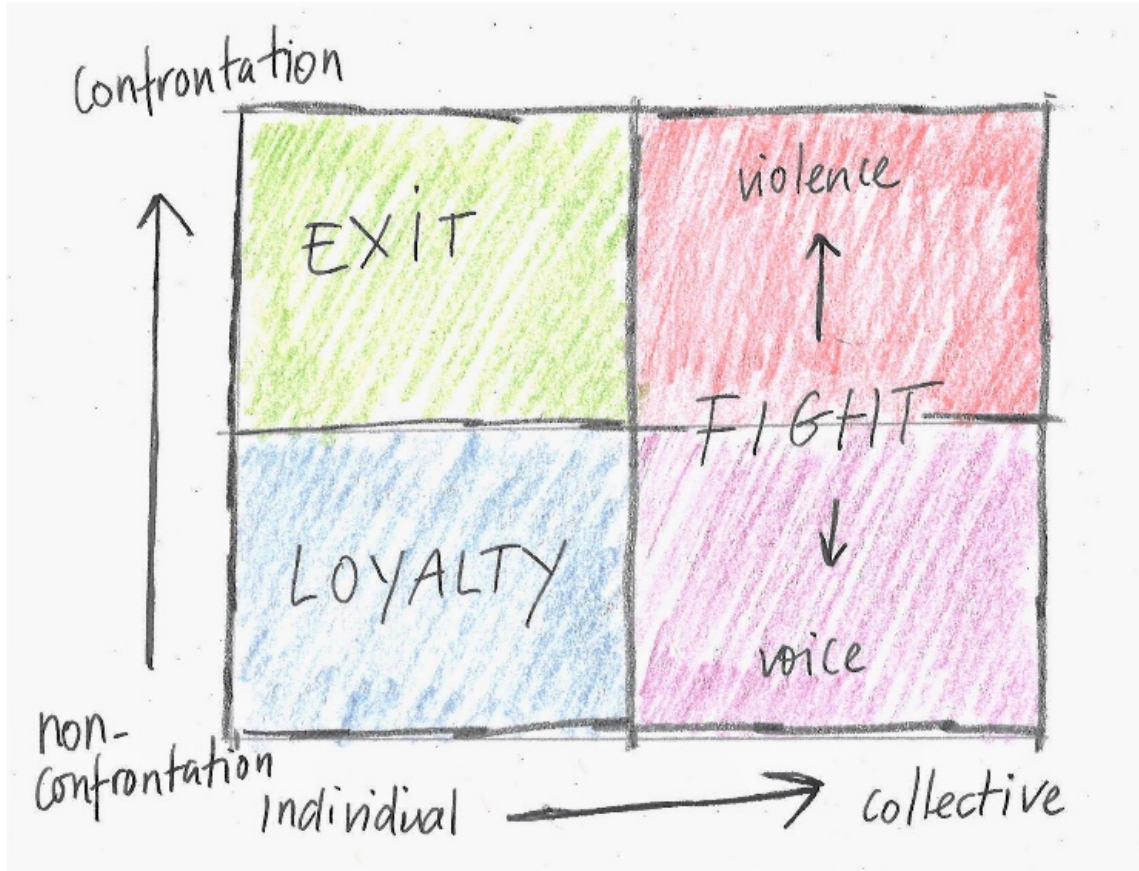 Confrontation
violence
EXIT
FIGHT
LOYALTY
voice
non-
confrontation
Individual
collective